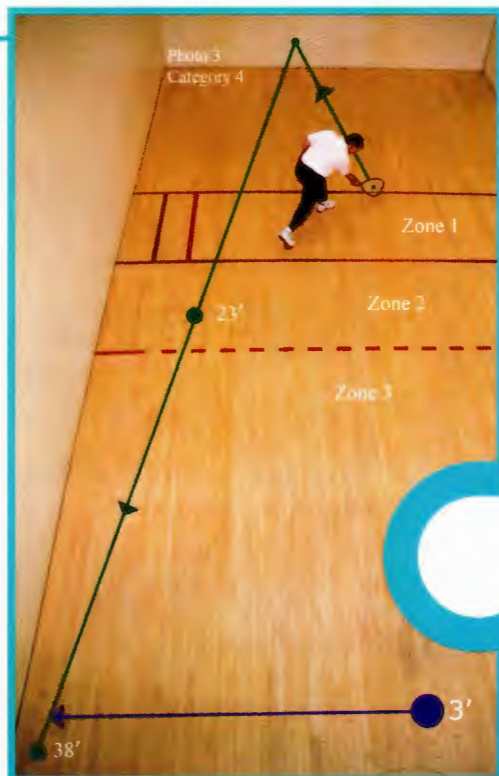 Photo 3
Category 4
Zone 1
Zone 2
23′
Zone 3
3′
38′